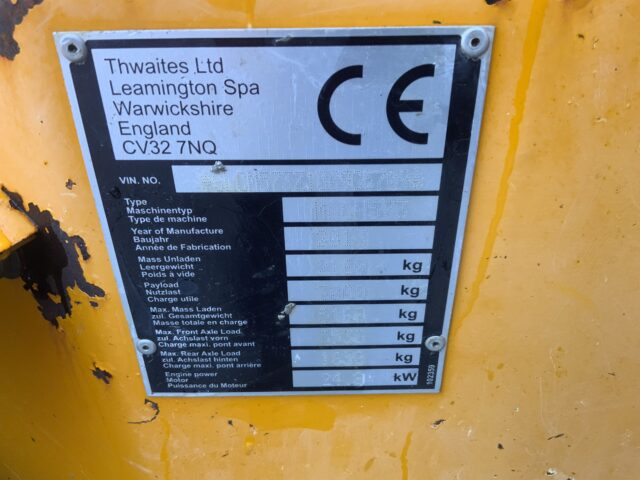 Thwaites Ltd
Leamington Spa
Warwickshire
England
CV32 7NQ
CE
VIN. NO.
Type
Maschinentyp
Type de machine
Year of Manufacture
Baujahr
Année de Fabrication
Mass Unladen
Leergewicht kg
Poids à vide
Payload
Nutzlast kg
Charge utile
Max. Mass Laden
zul. Gesamtgewicht kg
Masse totale en charge
Max. Front Axle Load.
zul. Achslast vorn kg
Charge maxi. pont avant
Max. Rear Axle Load
zul. Achslast hinten kg
Charge maxi. pont arrière
Engine power
Motor kW
Puissance du Moteur
102359